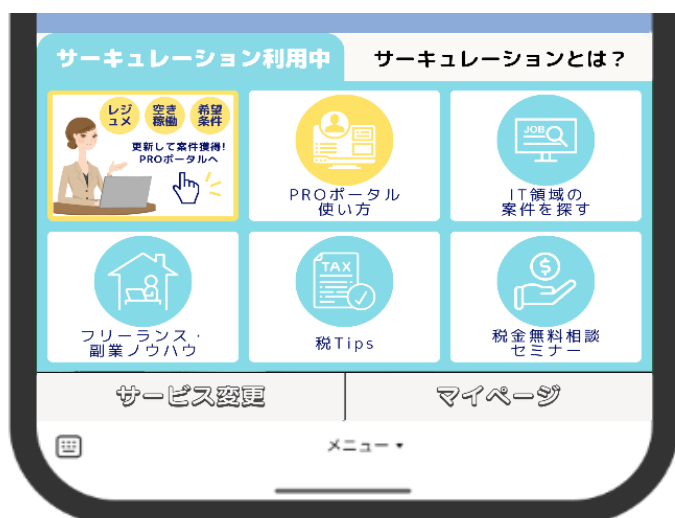 サーキュレーション利用中
サーキュレーションとは？
レジ
ュメ
空き
稼働
希望
条件
更新して案件獲得!
PROポータルへ
PROポータル
使い方
JOB
IT領域の
案件を探す
フリーランス・
副業ノウハウ
TAX
税Tips
$
税金無料相談
セミナー
サービス変更
マイページ
メニュー ▾